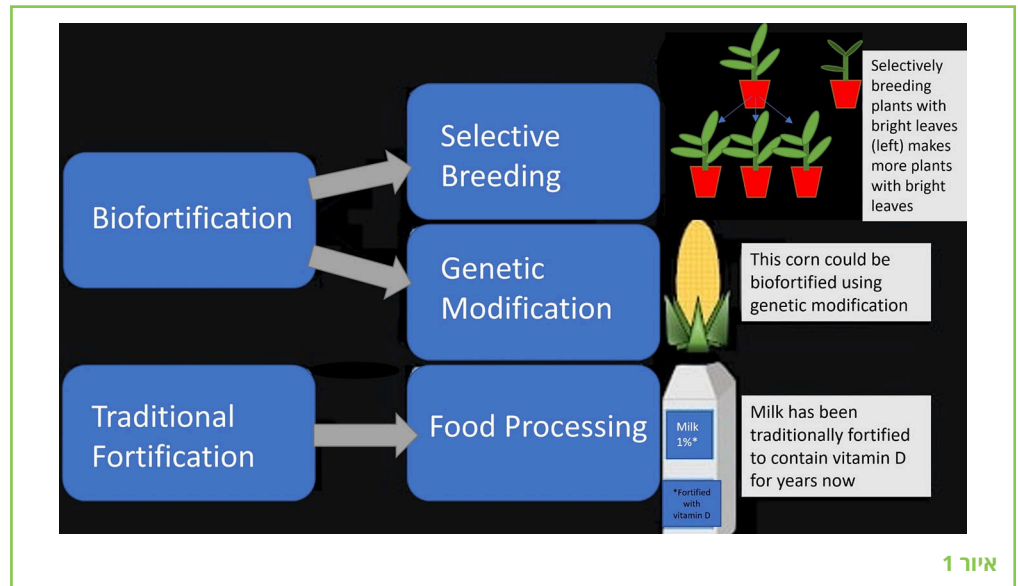 Biofortification
Selective
Breeding
Selectively
breeding
plants with
bright leaves
(left) makes
more plants
with bright
leaves
Genetic
Modification
This corn could be
biofortified using
genetic modification
Traditional
Fortification
Food Processing
Milk
1%*
*Fortified
with
vitamin D
Milk has been
traditionally fortified
to contain vitamin D
for years now
איור 1